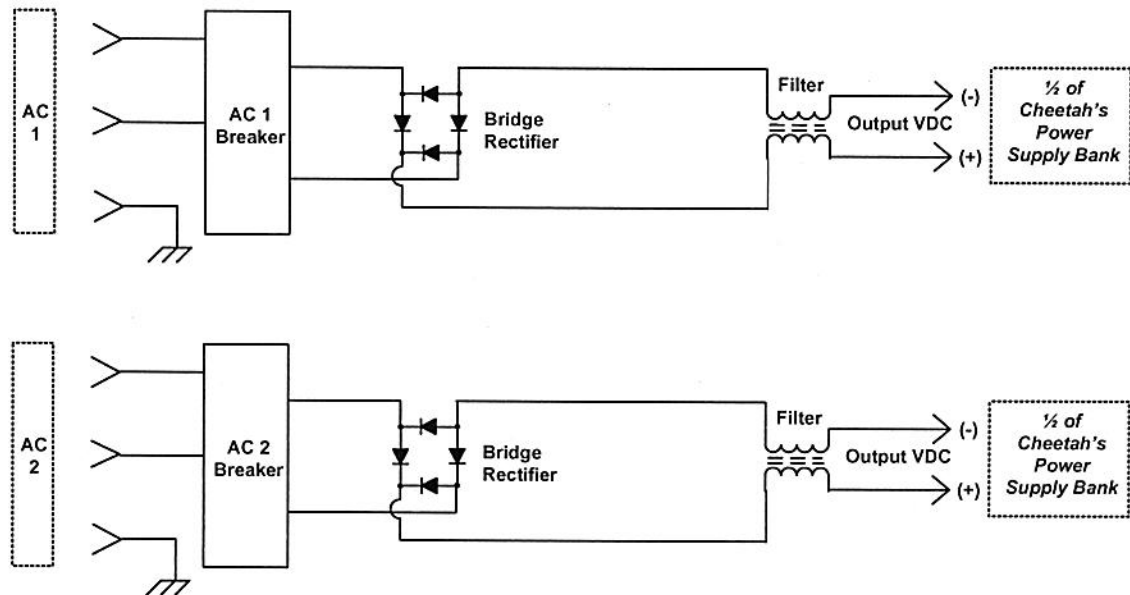 AC
1
AC 1
Breaker
Bridge
Rectifier
Filter
Output VDC
(-)
(+)
½ of
Cheetah's
Power
Supply Bank
AC
2
AC 2
Breaker
Bridge
Rectifier
Filter
Output VDC
(-)
(+)
½ of
Cheetah's
Power
Supply Bank